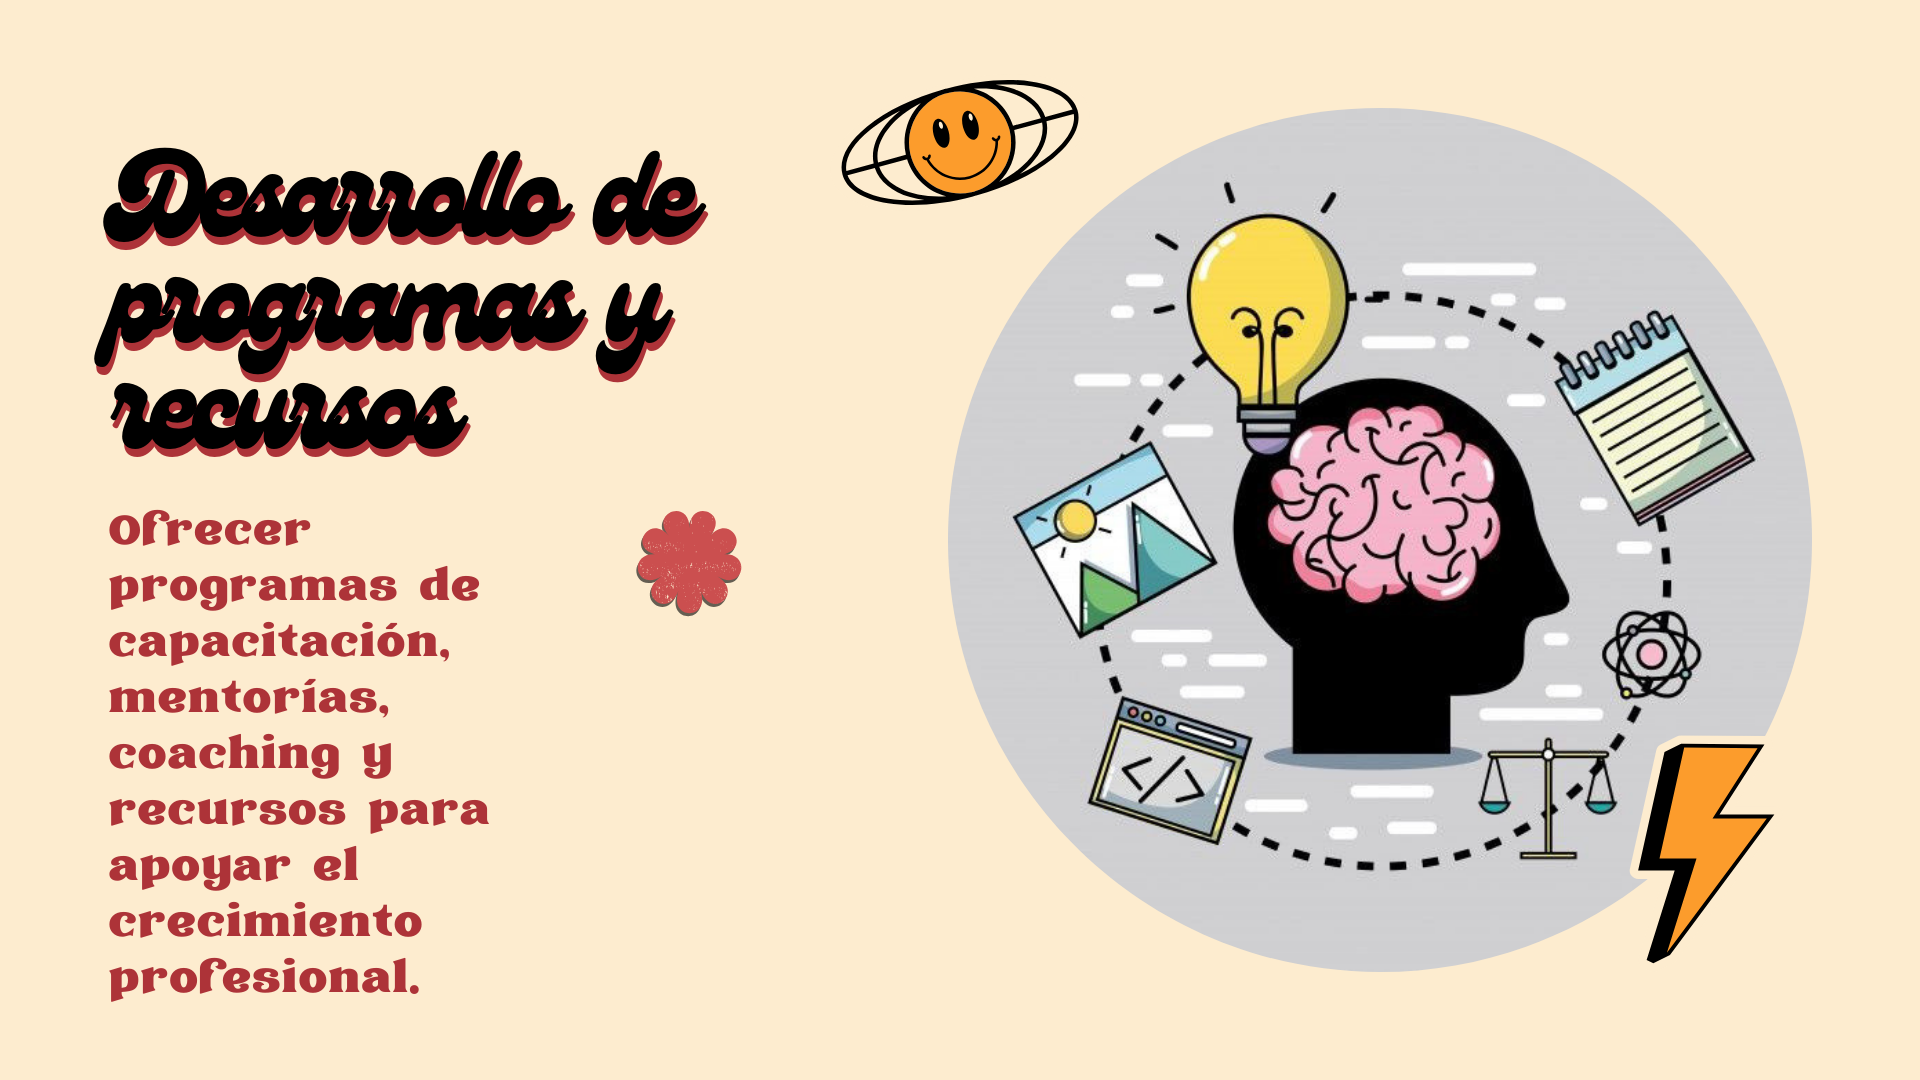 Desarrollo de
programas y
recursos
Ofrecer
programas de
capacitación,
mentorías,
coaching y
recursos para
apoyar el
crecimiento
profesional.